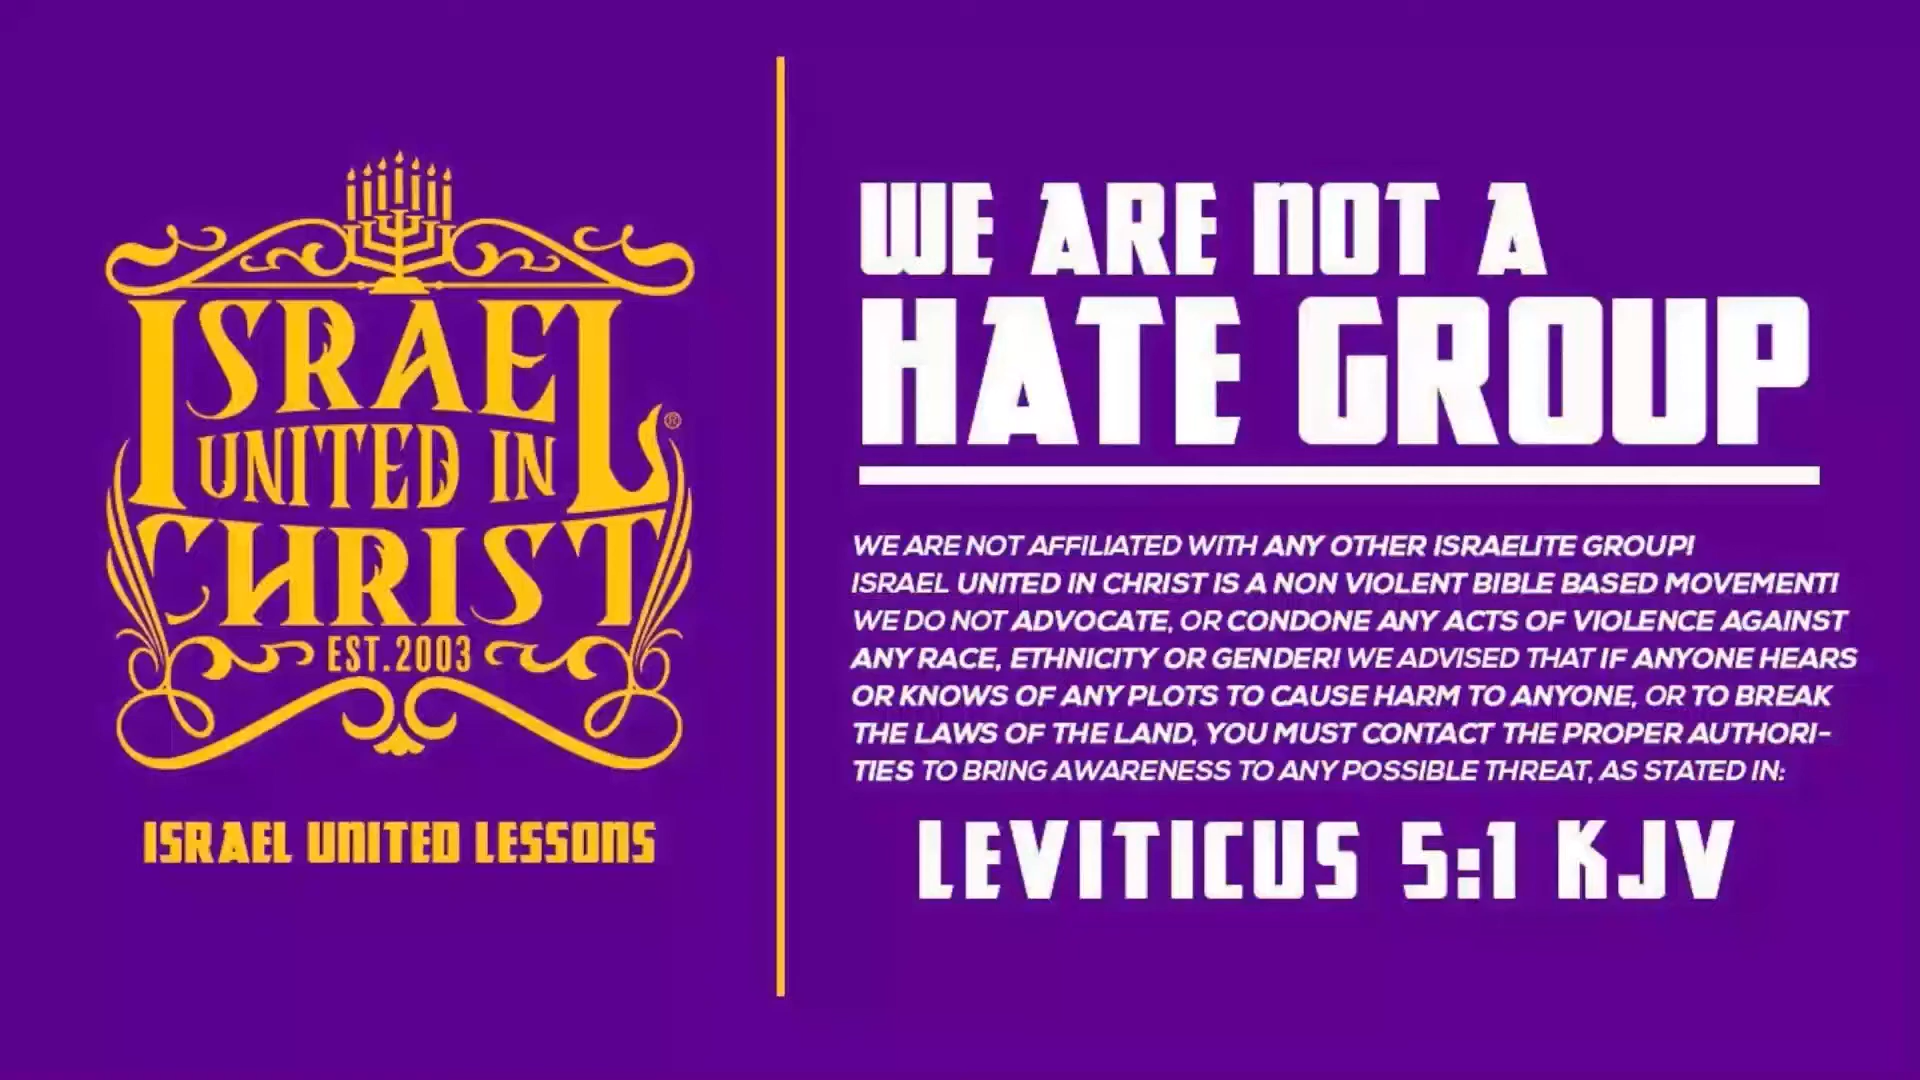 ISRAEL
UNITED IN
CHRIST
®
EST. 2003
ISRAEL UNITED LESSONS
WE ARE NOT A
HATE GROUP
WE ARE NOT AFFILIATED WITH ANY OTHER ISRAELITE GROUP!
ISRAEL UNITED IN CHRIST IS A NON VIOLENT BIBLE BASED MOVEMENT!
WE DO NOT ADVOCATE, OR CONDONE ANY ACTS OF VIOLENCE AGAINST
ANY RACE, ETHNICITY OR GENDER! WE ADVISED THAT IF ANYONE HEARS
OR KNOWS OF ANY PLOTS TO CAUSE HARM TO ANYONE, OR TO BREAK
THE LAWS OF THE LAND, YOU MUST CONTACT THE PROPER AUTHORI-
TIES TO BRING AWARENESS TO ANY POSSIBLE THREAT, AS STATED IN:
LEVITICUS 5:1 KJV